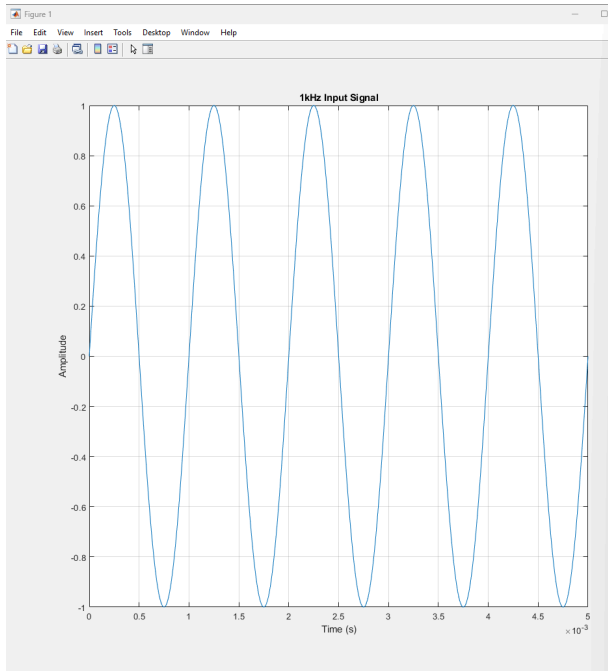 Figure 1
File Edit View Insert Tools Desktop Window Help
1kHz Input Signal
1
0.8
0.6
0.4
0.2
0
-0.2
-0.4
-0.6
-0.8
-1
Amplitude
0 0.5 1 1.5 2 2.5 3 3.5 4 4.5 5
Time (s)
×10⁻³